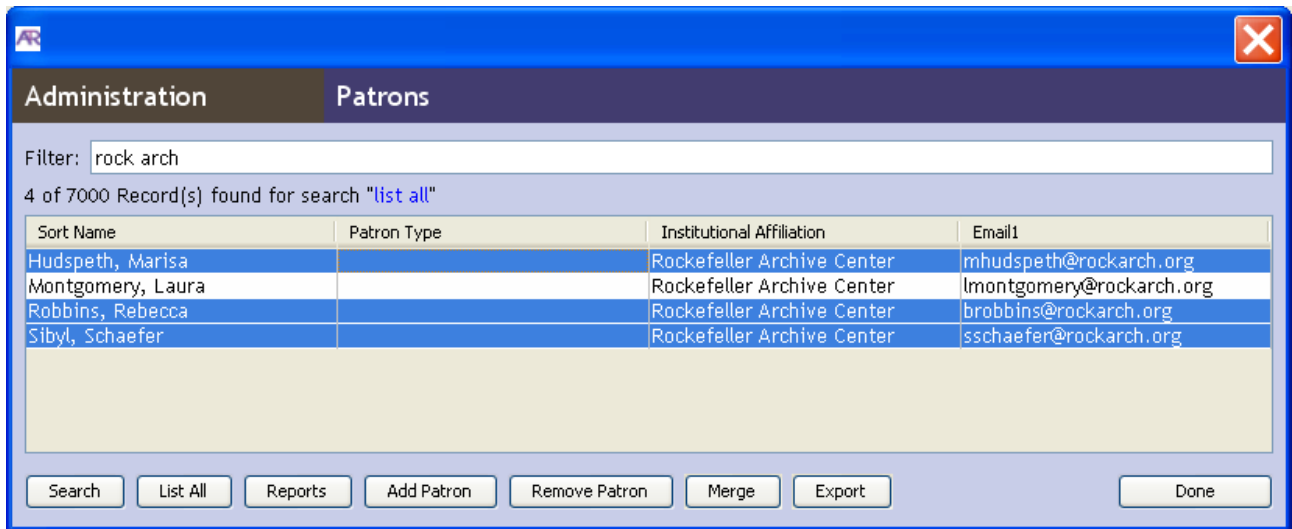 AR
Administration Patrons
Filter: rock arch
4 of 7000 Record(s) found for search "list all"
Sort Name Patron Type Institutional Affiliation Email1
Hudspeth, Marisa Rockefeller Archive Center mhudspeth@rockarch.org
Montgomery, Laura Rockefeller Archive Center lmontgomery@rockarch.org
Robbins, Rebecca Rockefeller Archive Center brobbins@rockarch.org
Sibyl, Schaefer Rockefeller Archive Center sschaefer@rockarch.org
Search List All Reports Add Patron Remove Patron Merge Export Done